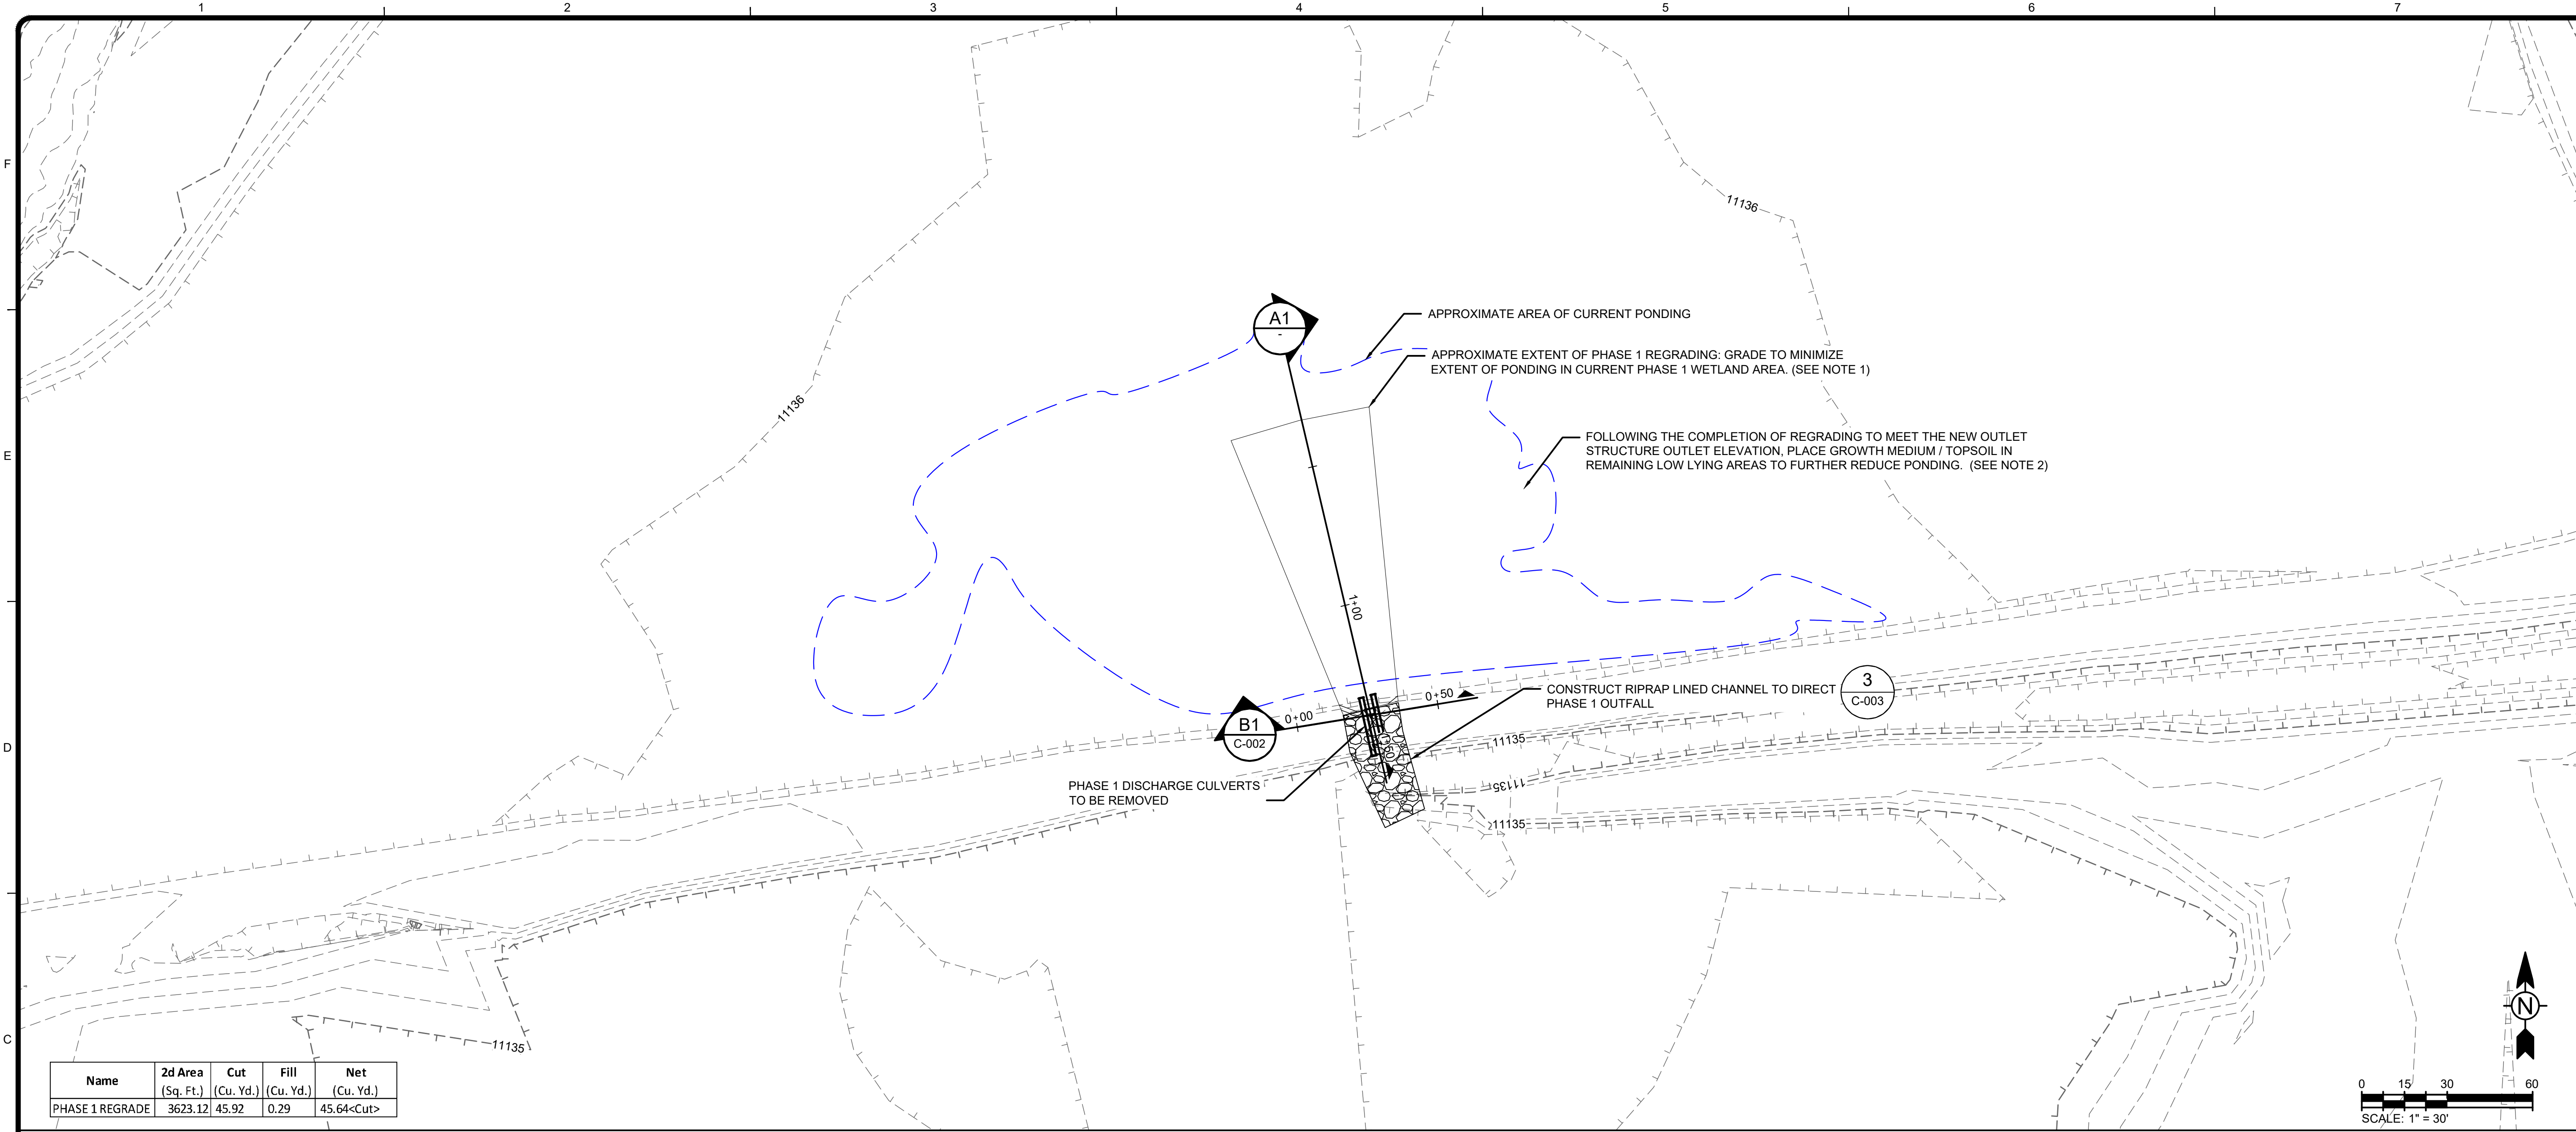 1 2 3 4 5 6 7
F
E
D
C
11136
11136
A1
-
APPROXIMATE AREA OF CURRENT PONDING
APPROXIMATE EXTENT OF PHASE 1 REGRADING: GRADE TO MINIMIZE
EXTENT OF PONDING IN CURRENT PHASE 1 WETLAND AREA. (SEE NOTE 1)
FOLLOWING THE COMPLETION OF REGRADING TO MEET THE NEW OUTLET
STRUCTURE OUTLET ELEVATION, PLACE GROWTH MEDIUM / TOPSOIL IN
REMAINING LOW LYING AREAS TO FURTHER REDUCE PONDING. (SEE NOTE 2)
1+00
B1
C-002
0+00
0+50
CONSTRUCT RIPRAP LINED CHANNEL TO DIRECT
PHASE 1 OUTFALL
3
C-003
PHASE 1 DISCHARGE CULVERTS
TO BE REMOVED
11135
11135
11135
11135
Name 2d Area (Sq. Ft.) Cut (Cu. Yd.) Fill (Cu. Yd.) Net (Cu. Yd.)
PHASE 1 REGRADE 3623.12 45.92 0.29 45.64<Cut>
N
0 15 30 60
SCALE: 1" = 30'